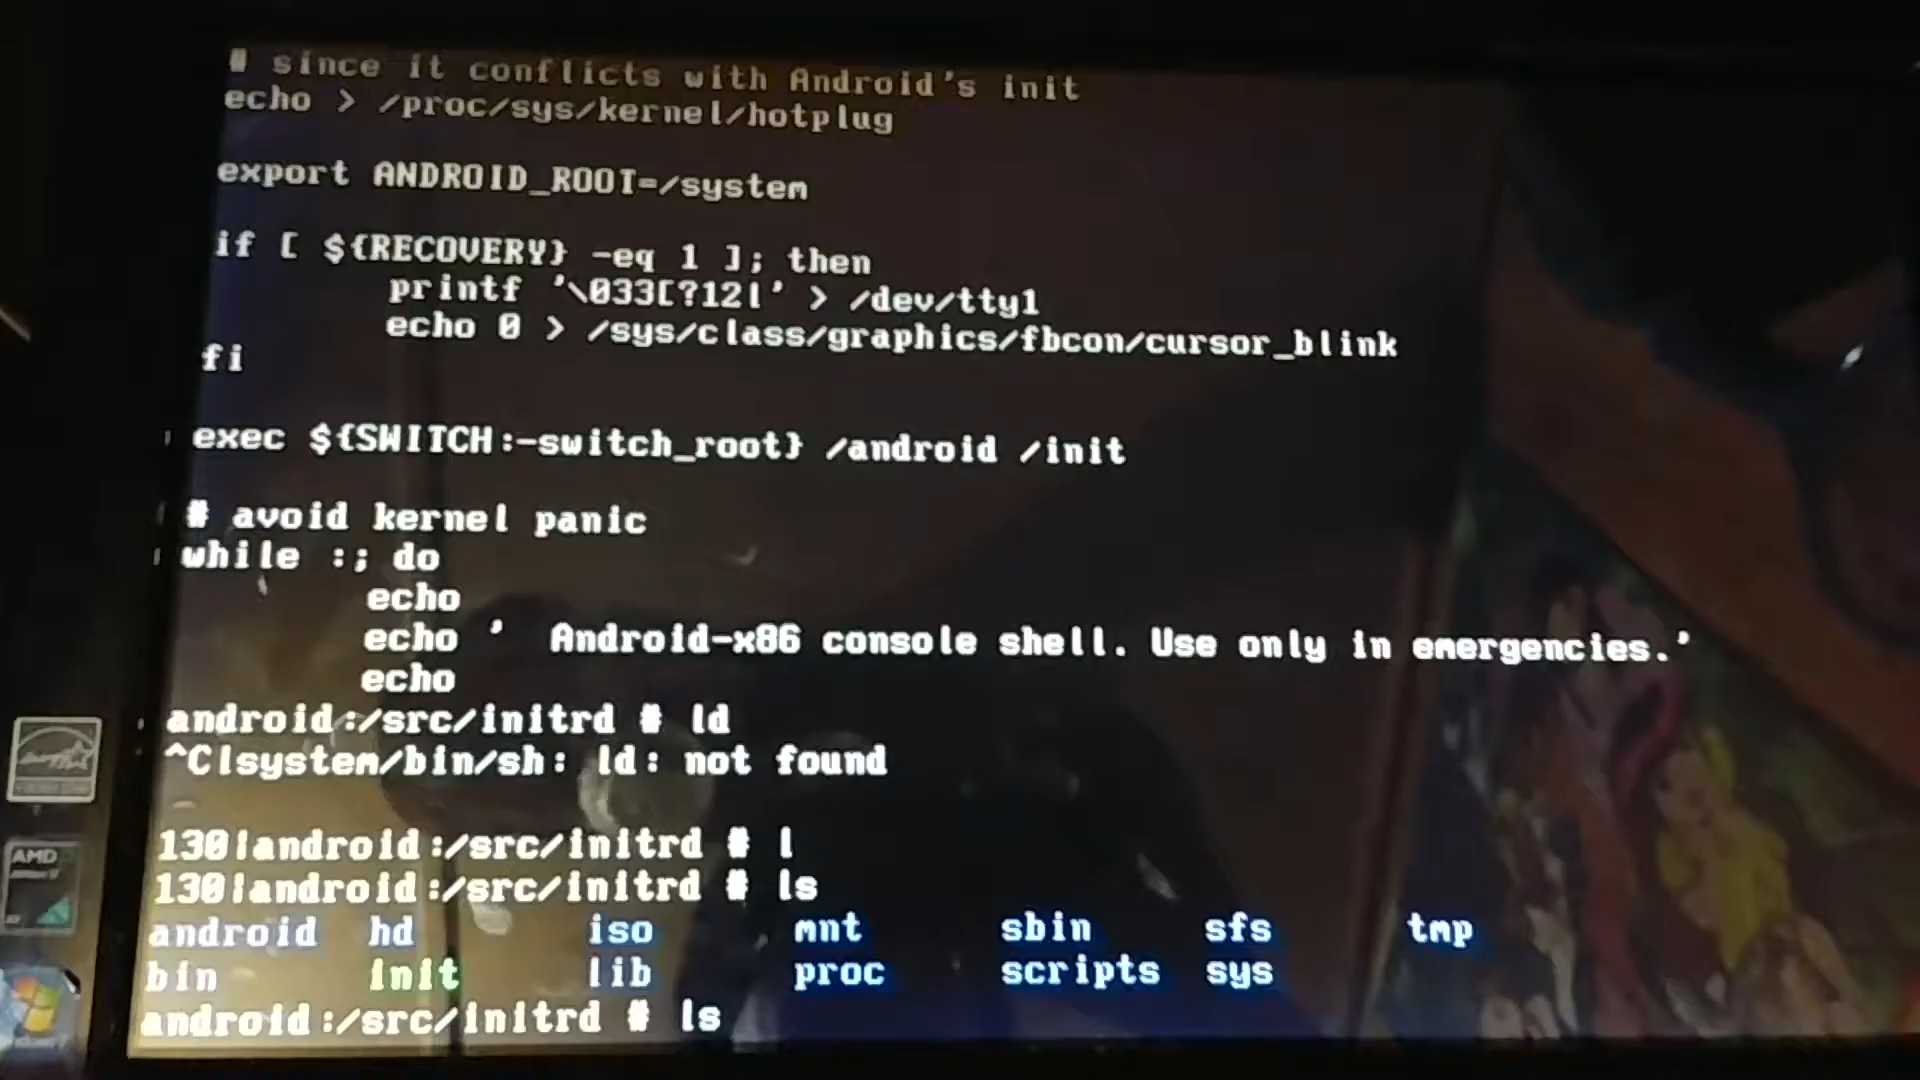 # since it conflicts with Android's init
echo > /proc/sys/kernel/hotplug
export ANDROID_ROOT=/system
if [ ${RECOVERY} -eq 1 ]; then
printf '\033[?12l' > /dev/tty1
echo 0 > /sys/class/graphics/fbcon/cursor_blink
fi
exec ${SWITCH:-switch_root} /android /init
# avoid kernel panic
while :; do
echo
echo '  Android-x86 console shell. Use only in emergencies.'
echo
android:/src/initrd # ld
^C|system/bin/sh: ld: not found
130|android:/src/initrd # l
130|android:/src/initrd # ls
android hd iso mnt sbin sfs tmp
bin init lib proc scripts sys
android:/src/initrd # ls
AMD